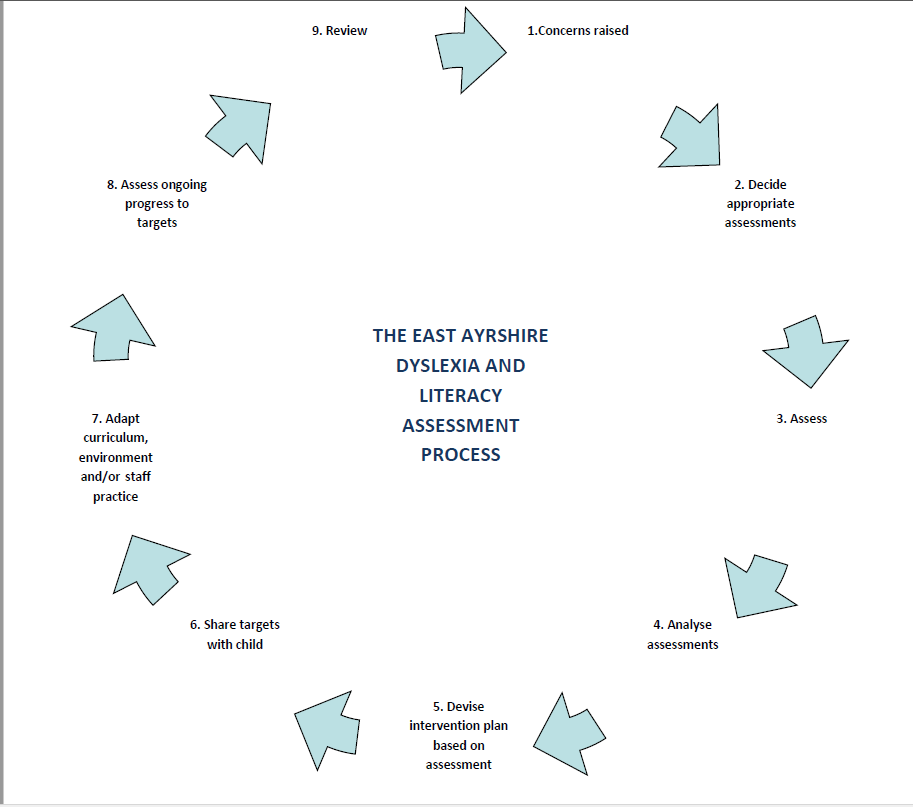 9. Review
1.Concerns raised
2. Decide
appropriate
assessments
3. Assess
4. Analyse
assessments
5. Devise
intervention plan
based on
assessment
6. Share targets
with child
7. Adapt
curriculum,
environment
and/or staff
practice
8. Assess ongoing
progress to
targets
THE EAST AYRSHIRE
DYSLEXIA AND
LITERACY
ASSESSMENT
PROCESS